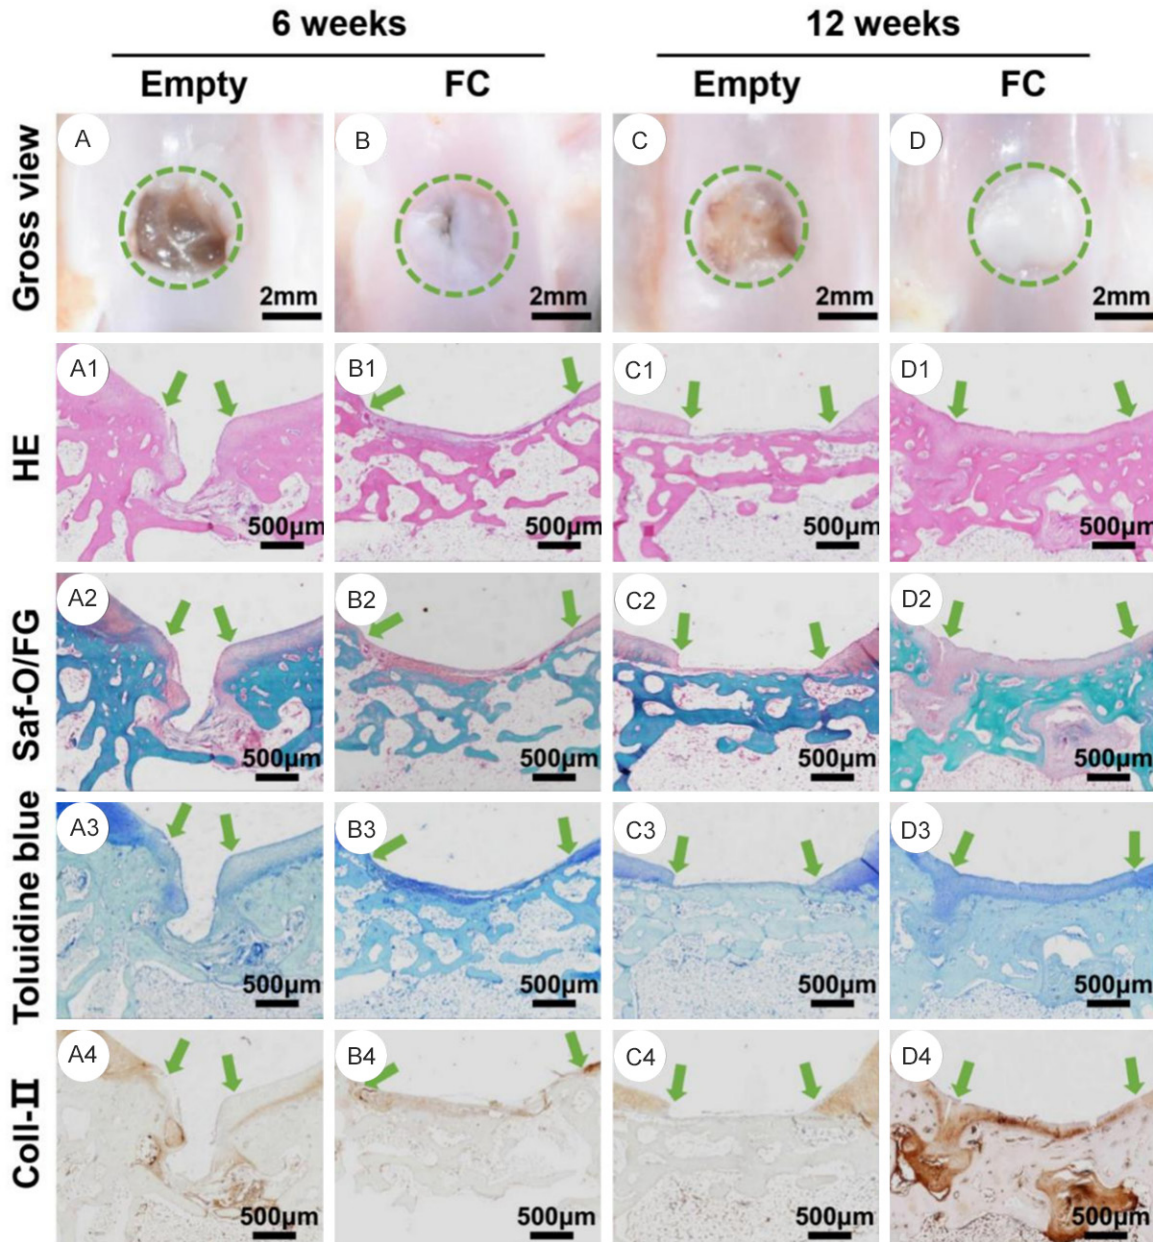 6 weeks 12 weeks
Empty FC Empty FC
Gross view
A B C D
2mm 2mm 2mm 2mm
HE
A1 B1 C1 D1
500µm 500µm 500µm 500µm
Saf-O/FG
A2 B2 C2 D2
500µm 500µm 500µm 500µm
Toluidine blue
A3 B3 C3 D3
500µm 500µm 500µm 500µm
Coll-II
A4 B4 C4 D4
500µm 500µm 500µm 500µm